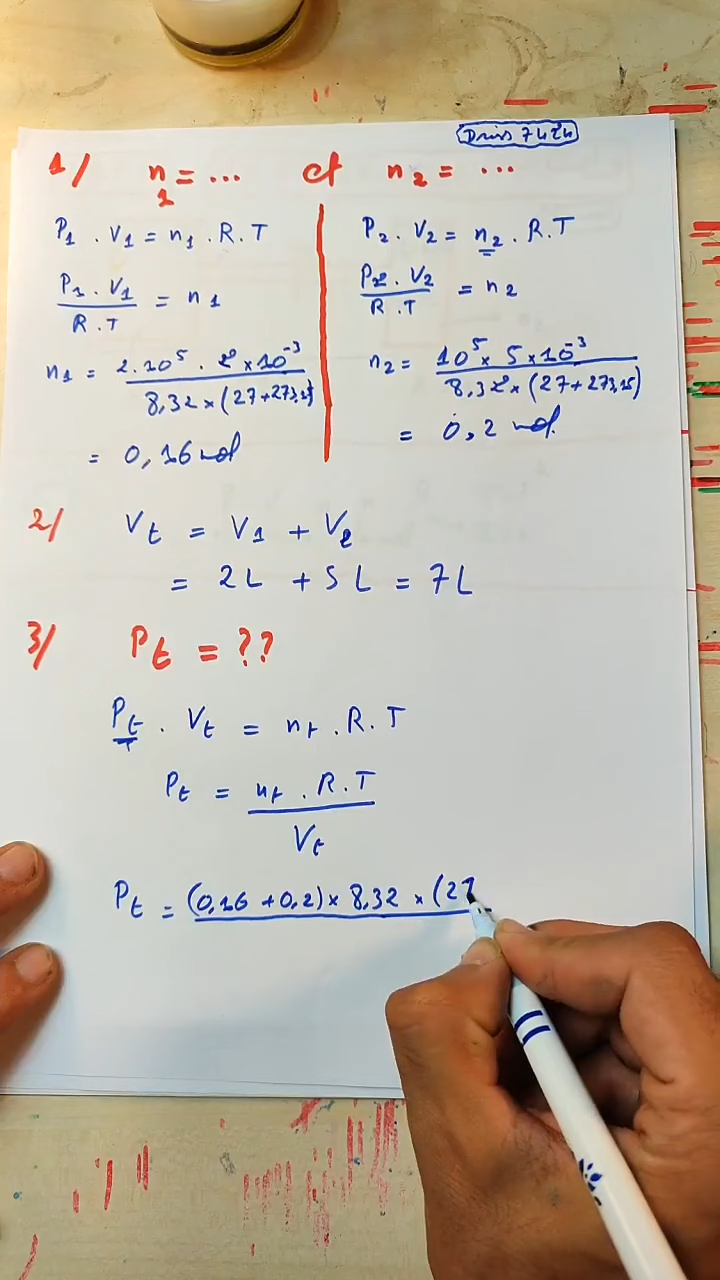 Driss 7424
1/ n1 = ... et n2 = ...
P1 . V1 = n1 . R . T
P1 . V1 / R . T = n1
n1 = 2.10⁵ . 2 × 10⁻³ / 8,32 × (27 + 273,15)
= 0,16 mol
P2 . V2 = n2 . R . T
P2 . V2 / R . T = n2
n2 = 10⁵ × 5 × 10⁻³ / 8,32 × (27 + 273,15)
= 0,2 mol.
2/ Vt = V1 + V2
= 2L + 5L = 7L
3/ Pt = ??
Pt . Vt = nt . R . T
Pt = nt . R . T / Vt
Pt = (0,16 + 0,2) × 8,32 × (27